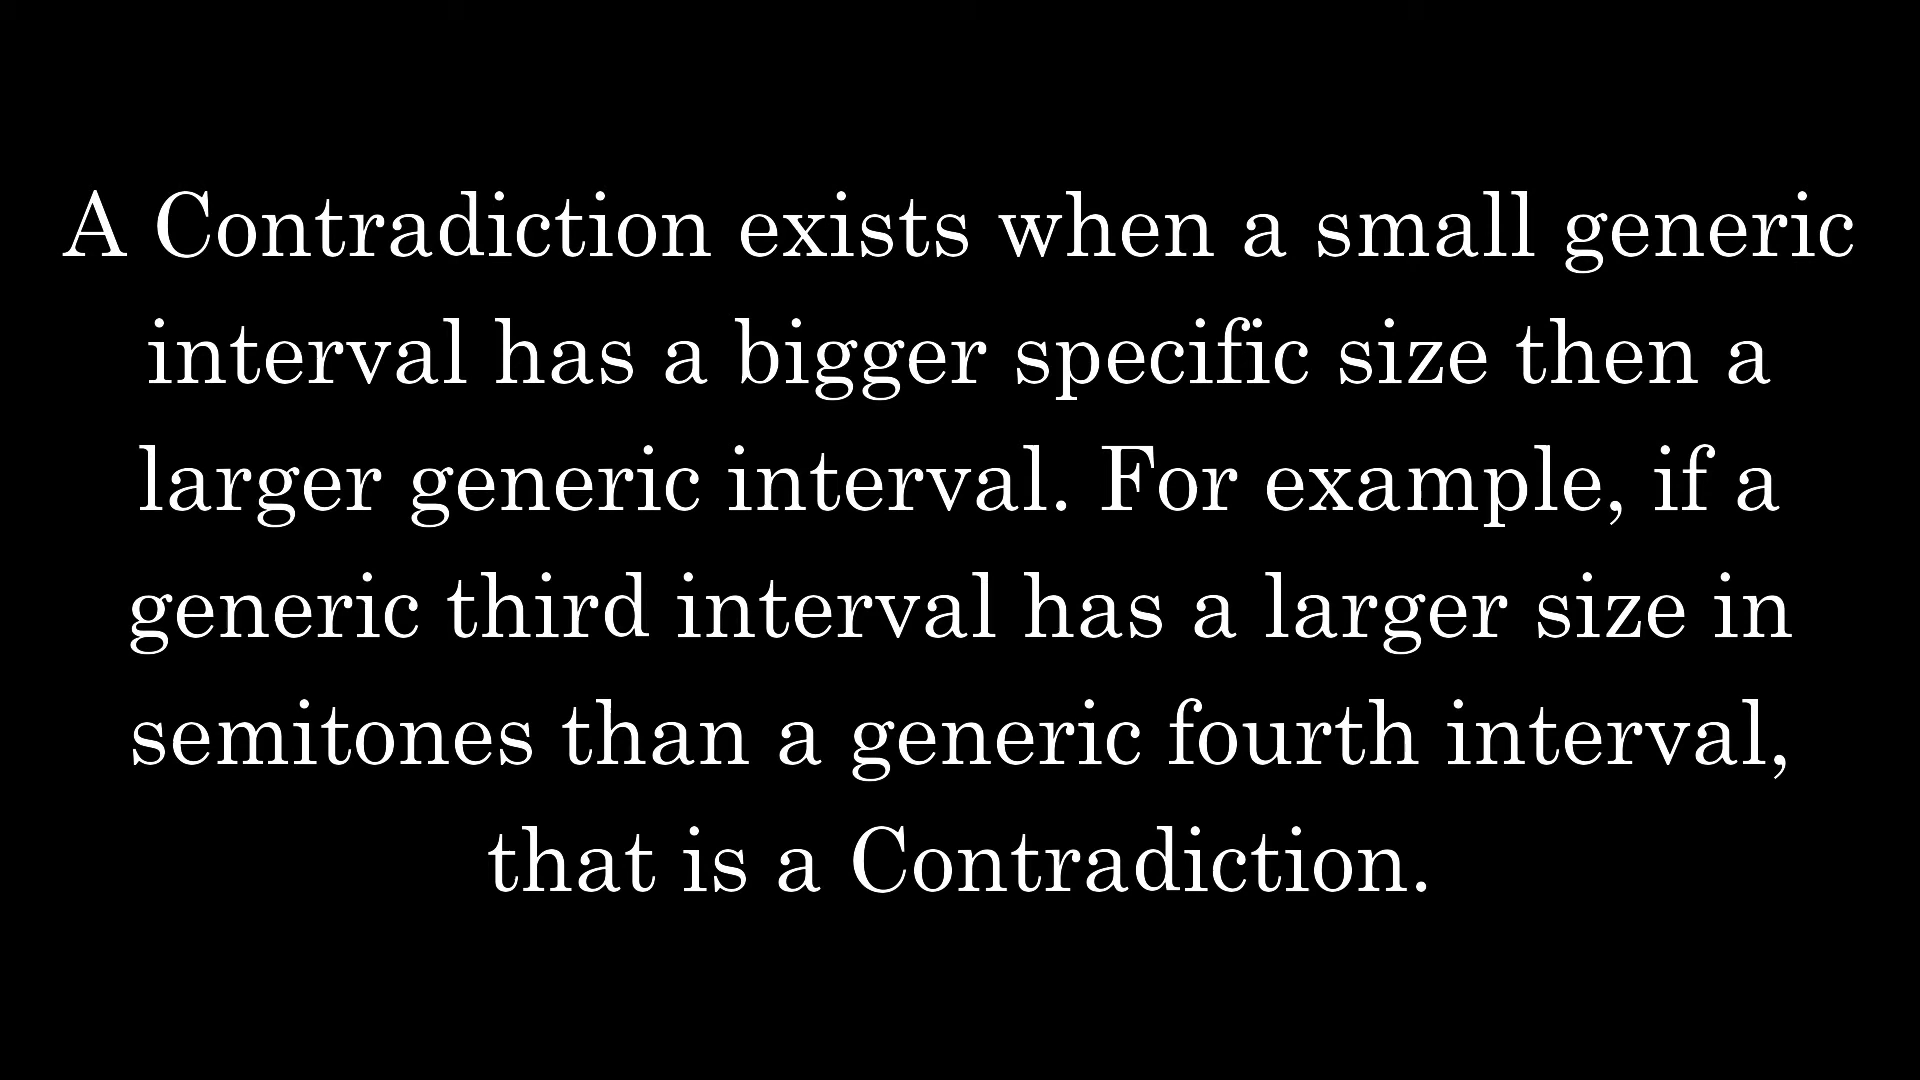 A Contradiction exists when a small generic
interval has a bigger specific size then a
larger generic interval. For example, if a
generic third interval has a larger size in
semitones than a generic fourth interval,
that is a Contradiction.